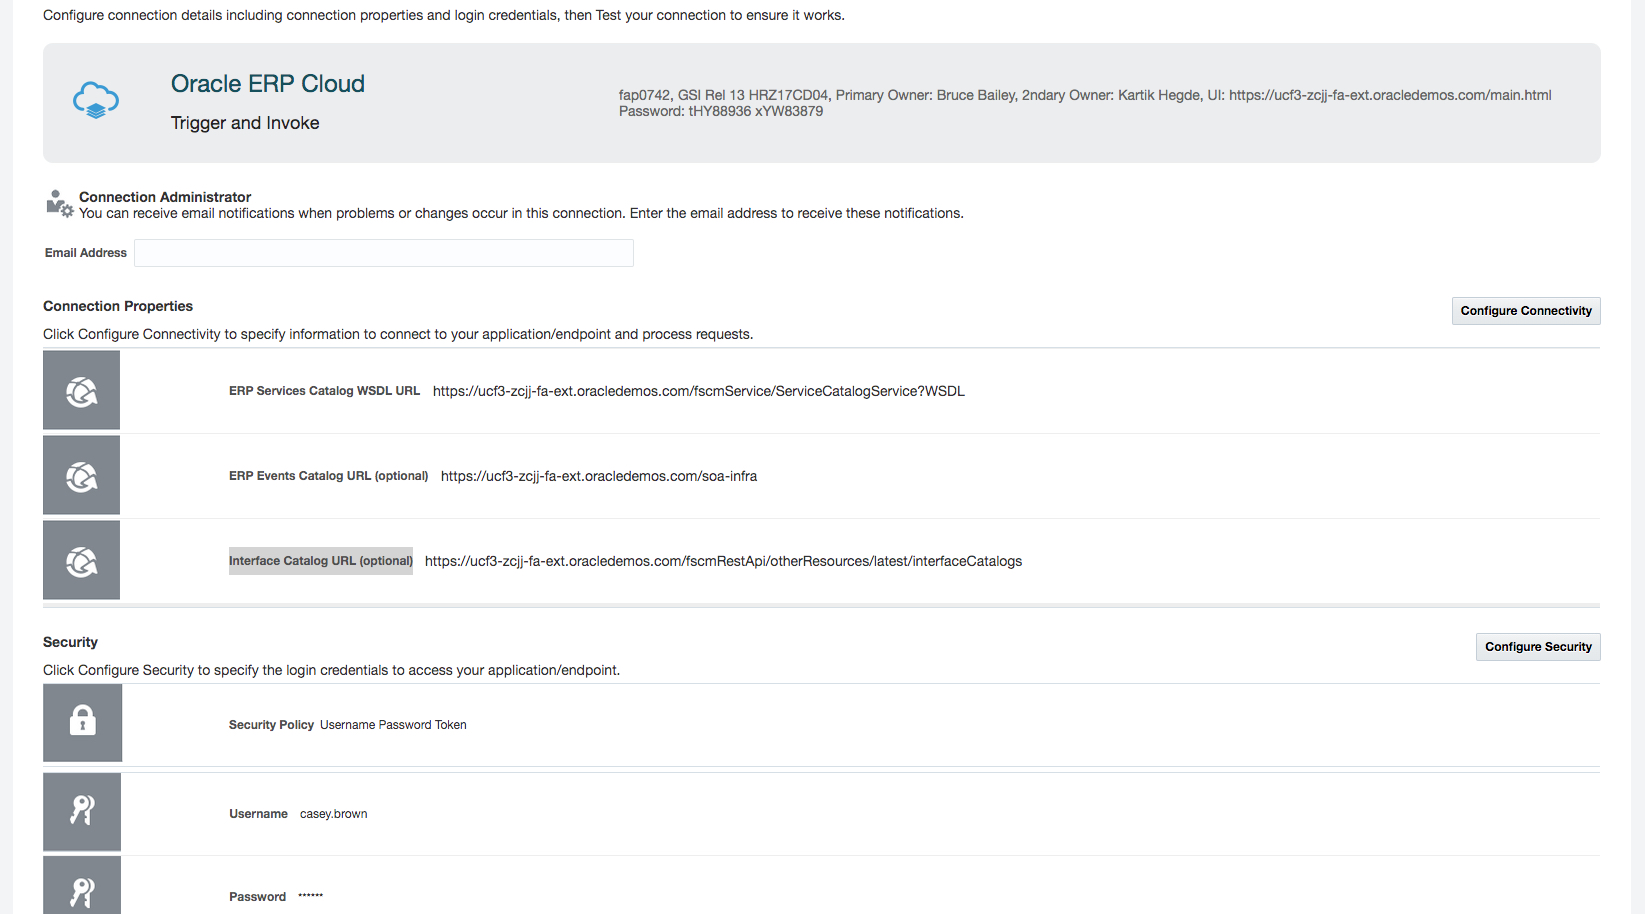 Configure connection details including connection properties and login credentials, then Test your connection to ensure it works.
Oracle ERP Cloud
Trigger and Invoke
fap0742, GSI Rel 13 HRZ17CD04, Primary Owner: Bruce Bailey, 2ndary Owner: Kartik Hegde, UI: https://ucf3-zcjj-fa-ext.oracledemos.com/main.html
Password: tHY88936 xYW83879
Connection Administrator
You can receive email notifications when problems or changes occur in this connection. Enter the email address to receive these notifications.
Email Address
Connection Properties
Configure Connectivity
Click Configure Connectivity to specify information to connect to your application/endpoint and process requests.
ERP Services Catalog WSDL URL https://ucf3-zcjj-fa-ext.oracledemos.com/fscmService/ServiceCatalogService?WSDL
ERP Events Catalog URL (optional) https://ucf3-zcjj-fa-ext.oracledemos.com/soa-infra
Interface Catalog URL (optional) https://ucf3-zcjj-fa-ext.oracledemos.com/fscmRestApi/otherResources/latest/interfaceCatalogs
Security
Configure Security
Click Configure Security to specify the login credentials to access your application/endpoint.
Security Policy Username Password Token
Username casey.brown
Password ******